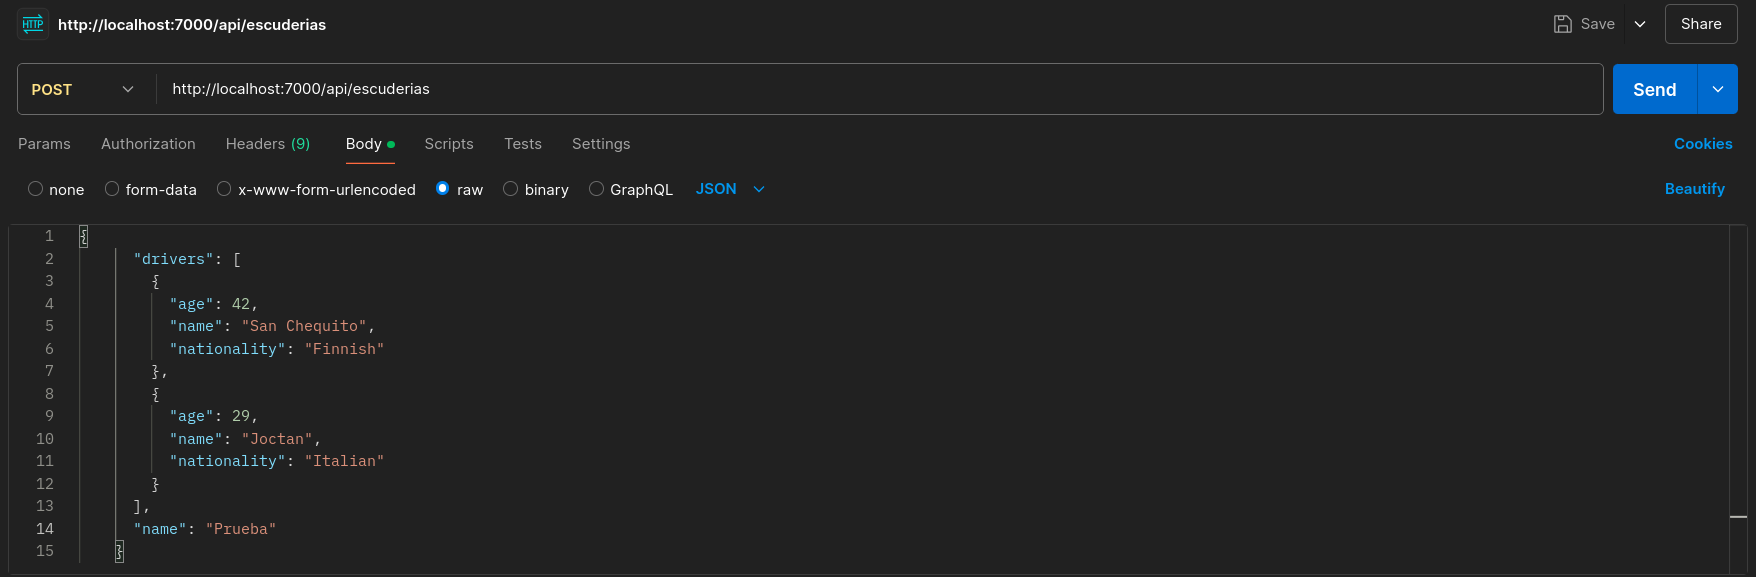 HTTP http://localhost:7000/api/escuderias Save Share
POST http://localhost:7000/api/escuderias Send
Params Authorization Headers (9) Body Scripts Tests Settings Cookies
none form-data x-www-form-urlencoded raw binary GraphQL JSON Beautify
1 {
2 "drivers": [
3 {
4 "age": 42,
5 "name": "San Chequito",
6 "nationality": "Finnish"
7 },
8 {
9 "age": 29,
10 "name": "Joctan",
11 "nationality": "Italian"
12 }
13 ],
14 "name": "Prueba"
15 }